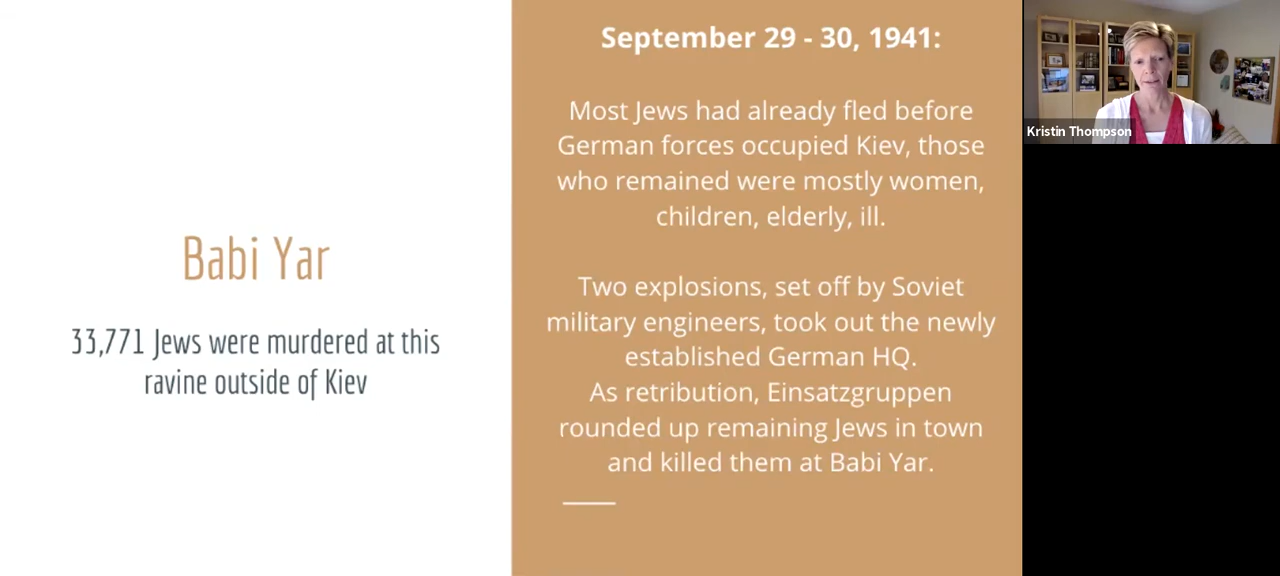 Babi Yar
33,771 Jews were murdered at this
ravine outside of Kiev
September 29 - 30, 1941:
Most Jews had already fled before
German forces occupied Kiev, those
who remained were mostly women,
children, elderly, ill.
Two explosions, set off by Soviet
military engineers, took out the newly
established German HQ.
As retribution, Einsatzgruppen
rounded up remaining Jews in town
and killed them at Babi Yar.
Kristin Thompson